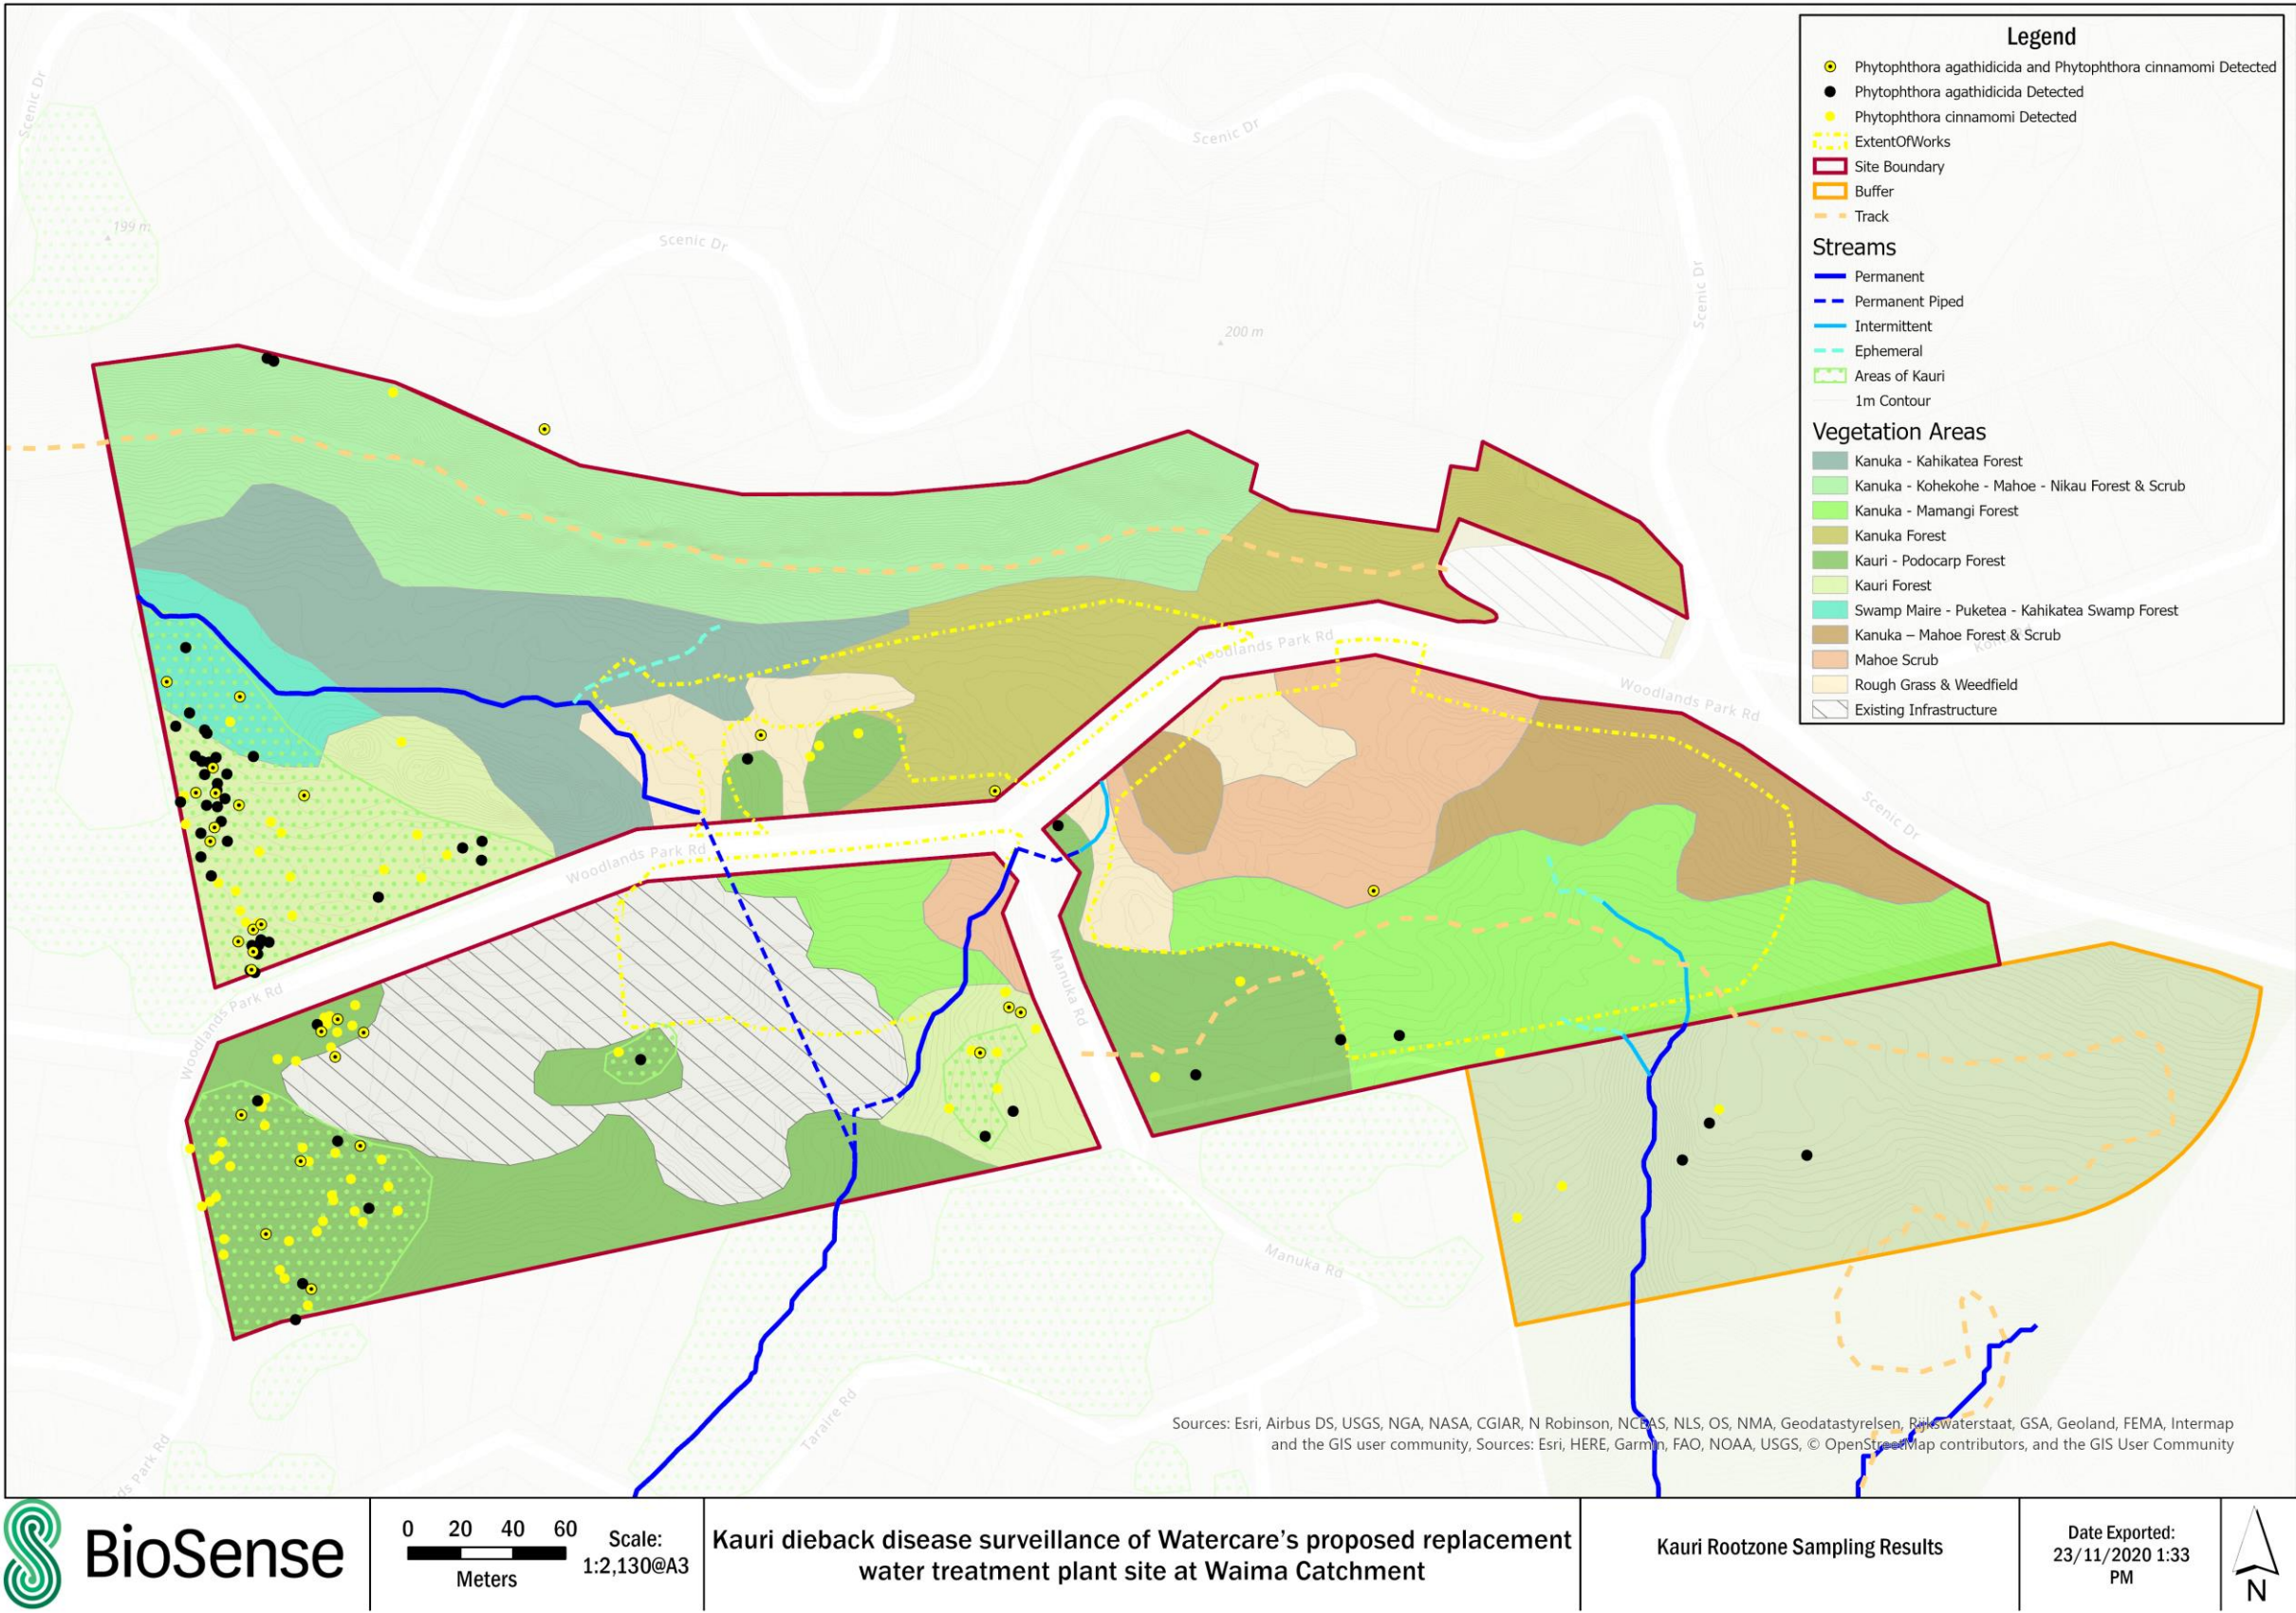 Scenic Dr
199 m
Scenic Dr
Scenic Dr
200 m
Scenic Dr
Woodlands Park Rd
Woodlands Park Rd
Scenic Dr
Woodlands Park Rd
Woodlands Park Rd
Manuka Rd
Manuka Rd
Taraire Rd
ds Park Rd
Legend
Phytophthora agathidicida and Phytophthora cinnamomi Detected
Phytophthora agathidicida Detected
Phytophthora cinnamomi Detected
ExtentOfWorks
Site Boundary
Buffer
Track
Streams
Permanent
Permanent Piped
Intermittent
Ephemeral
Areas of Kauri
1m Contour
Vegetation Areas
Kanuka - Kahikatea Forest
Kanuka - Kohekohe - Mahoe - Nikau Forest & Scrub
Kanuka - Mamangi Forest
Kanuka Forest
Kauri - Podocarp Forest
Kauri Forest
Swamp Maire - Puketea - Kahikatea Swamp Forest
Kanuka – Mahoe Forest & Scrub
Mahoe Scrub
Rough Grass & Weedfield
Existing Infrastructure
Sources: Esri, Airbus DS, USGS, NGA, NASA, CGIAR, N Robinson, NCEAS, NLS, OS, NMA, Geodatastyrelsen, Rijkswaterstaat, GSA, Geoland, FEMA, Intermap
and the GIS user community, Sources: Esri, HERE, Garmin, FAO, NOAA, USGS, © OpenStreetMap contributors, and the GIS User Community
BioSense
0 20 40 60
Meters
Scale:
1:2,130@A3
Kauri dieback disease surveillance of Watercare's proposed replacement
water treatment plant site at Waima Catchment
Kauri Rootzone Sampling Results
Date Exported:
23/11/2020 1:33
PM
N